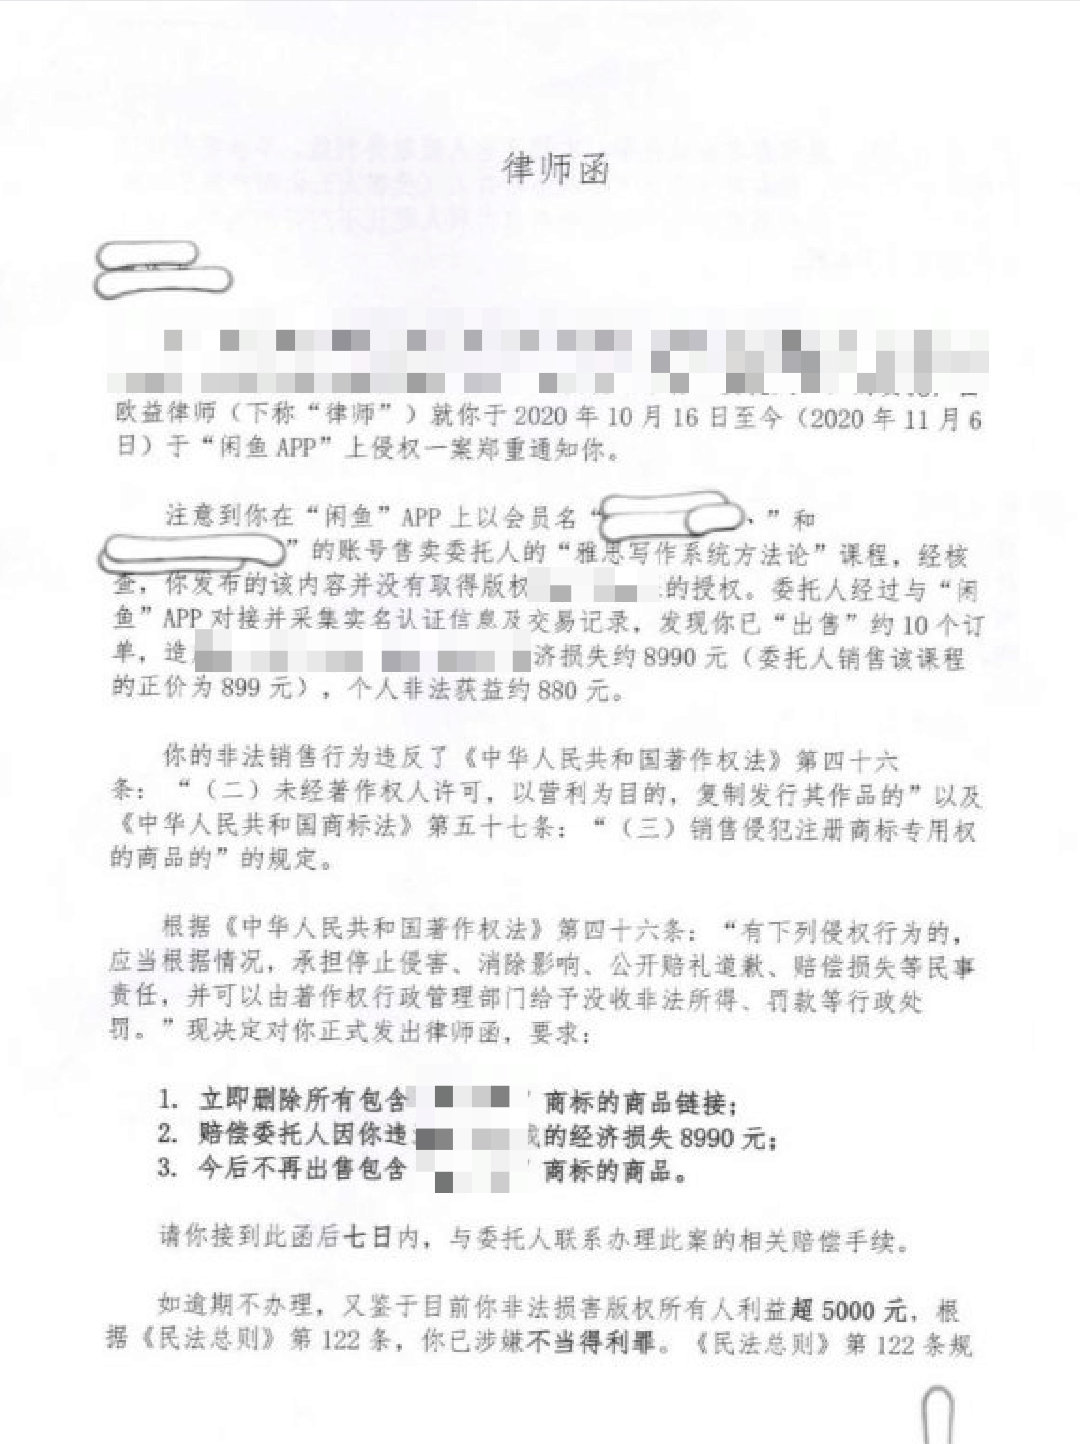 律师函
欧益律师（下称“律师”）就你于 2020 年 10 月 16 日至今（2020 年 11 月 6
日）于“闲鱼 APP”上侵权一案郑重通知你。
注意到你在“闲鱼”APP 上以会员名“ 、”和
”的账号售卖委托人的“雅思写作系统方法论”课程，经核
查，你发布的该内容并没有取得版权 的授权。委托人经过与“闲
鱼”APP 对接并采集实名认证信息及交易记录，发现你已“出售”约 10 个订
单，造 济损失约 8990 元（委托人销售该课程
的正价为 899 元），个人非法获益约 880 元。
你的非法销售行为违反了《中华人民共和国著作权法》第四十六
条：“（二）未经著作权人许可，以营利为目的，复制发行其作品的”以及
《中华人民共和国商标法》第五十七条：“（三）销售侵犯注册商标专用权
的商品的”的规定。
根据《中华人民共和国著作权法》第四十六条：“有下列侵权行为的，
应当根据情况，承担停止侵害、消除影响、公开赔礼道歉、赔偿损失等民事
责任，并可以由著作权行政管理部门给予没收非法所得、罚款等行政处
罚。”现决定对你正式发出律师函，要求：
1. 立即删除所有包含 商标的商品链接；
2. 赔偿委托人因你违 的经济损失 8990 元；
3. 今后不再出售包含 商标的商品。
请你接到此函后七日内，与委托人联系办理此案的相关赔偿手续。
如逾期不办理，又鉴于目前你非法损害版权所有人利益超 5000 元，根
据《民法总则》第 122 条，你已涉嫌不当得利罪。《民法总则》第 122 条规